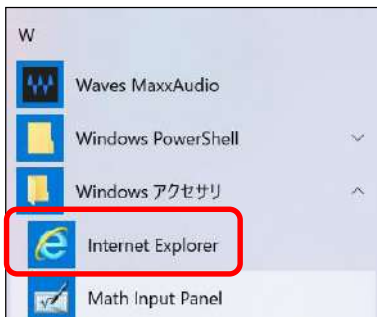 W
Waves MaxxAudio
Windows PowerShell
Windows アクセサリ
Internet Explorer
Math Input Panel